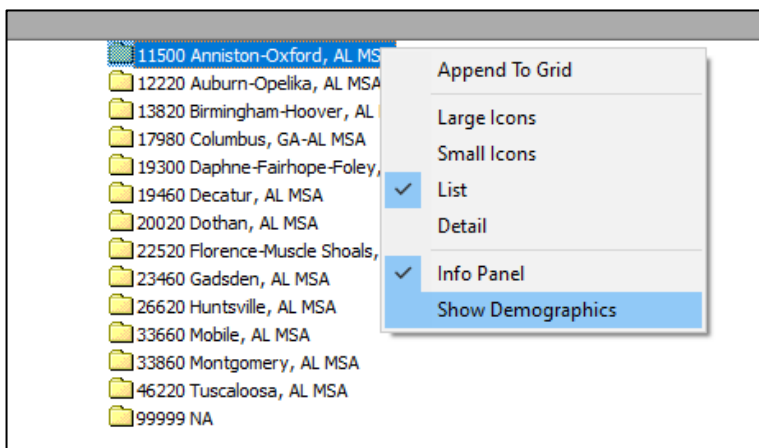 11500 Anniston-Oxford, AL MS
12220 Auburn-Opelika, AL MSA
13820 Birmingham-Hoover, AL
17980 Columbus, GA-AL MSA
19300 Daphne-Fairhope-Foley,
19460 Decatur, AL MSA
20020 Dothan, AL MSA
22520 Florence-Muscle Shoals,
23460 Gadsden, AL MSA
26620 Huntsville, AL MSA
33660 Mobile, AL MSA
33860 Montgomery, AL MSA
46220 Tuscaloosa, AL MSA
99999 NA
Append To Grid
Large Icons
Small Icons
List
Detail
Info Panel
Show Demographics